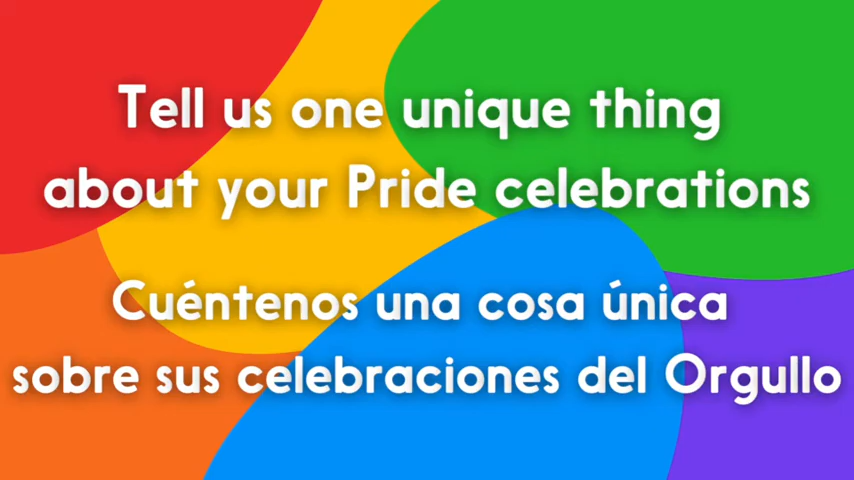 Tell us one unique thing
about your Pride celebrations
Cuéntenos una cosa única
sobre sus celebraciones del Orgullo